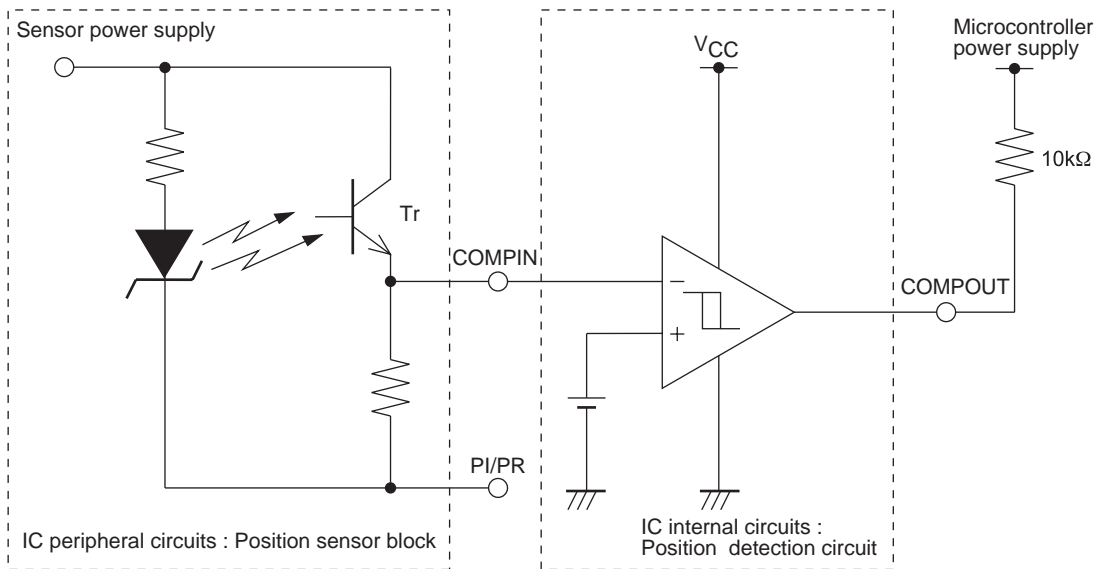 Sensor power supply
VCC
Microcontroller
power supply
10kΩ
Tr
COMPIN
−
+
COMPOUT
PI/PR
IC peripheral circuits : Position sensor block
IC internal circuits :
Position detection circuit